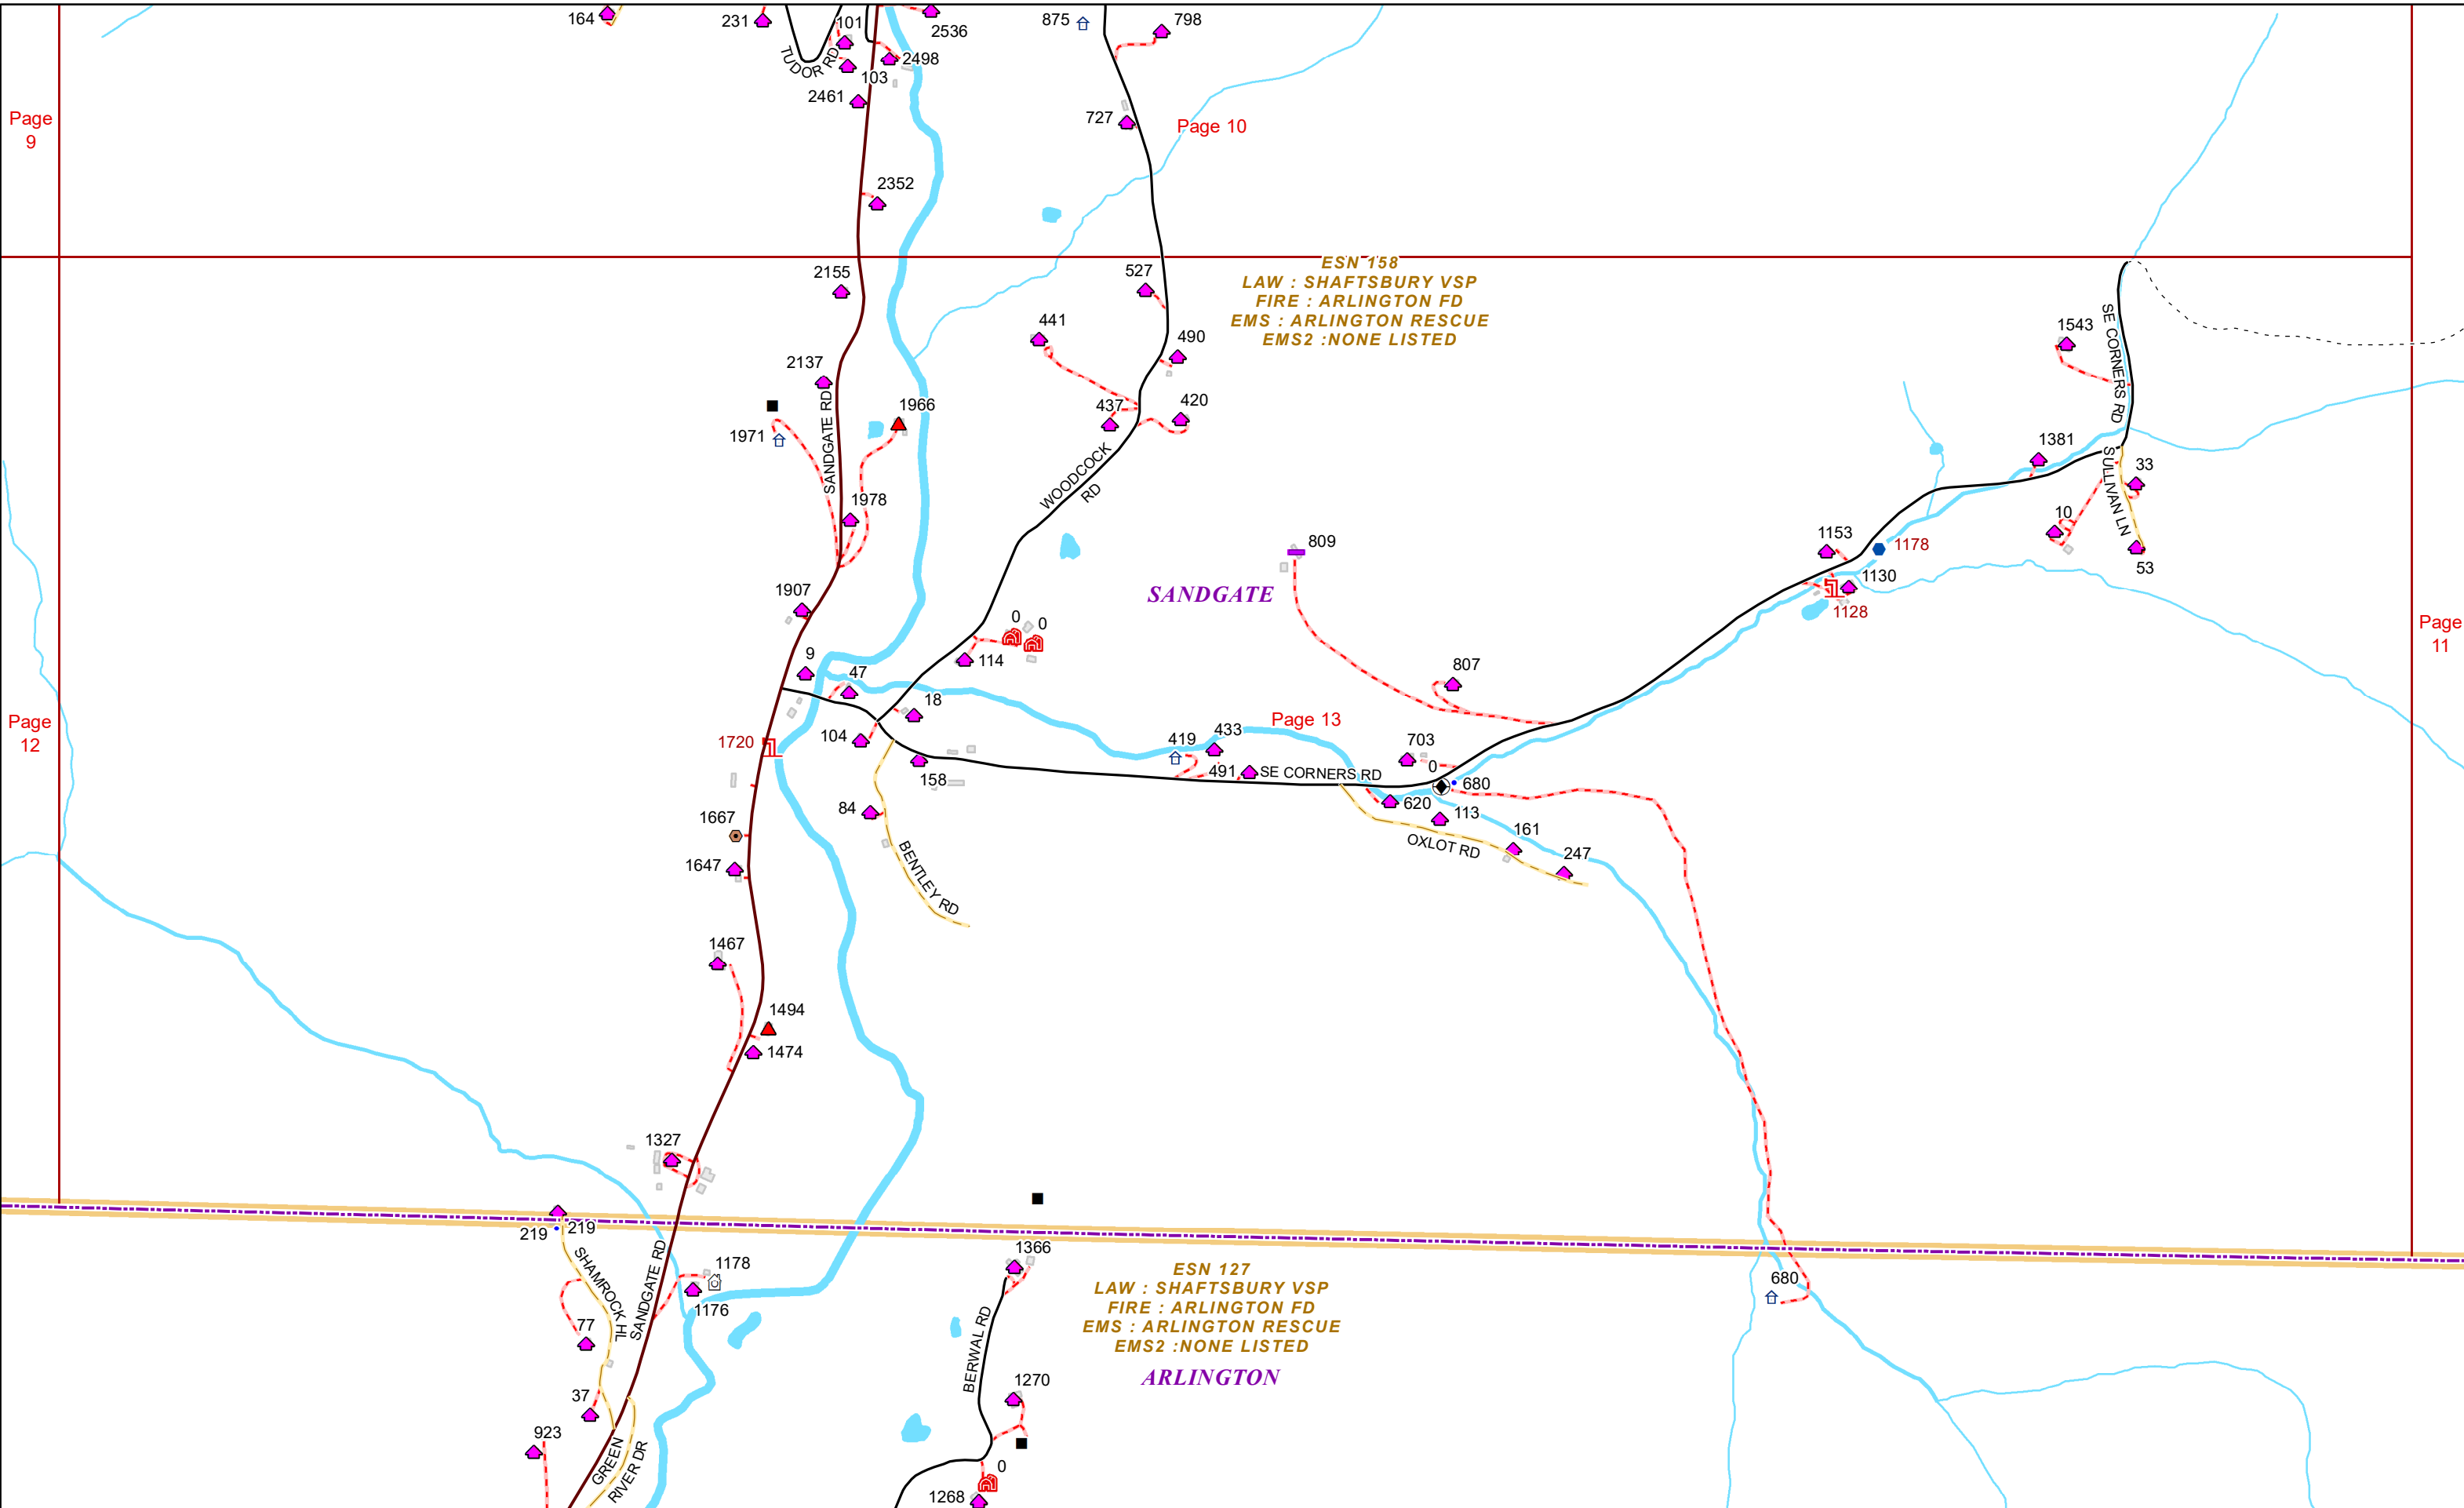 164
231
101
2536
875
798
TUDOR RD
103
2498
2461
727
Page
9
Page 10
2352
2155
527
ESN 158
LAW : SHAFTSBURY VSP
FIRE : ARLINGTON FD
EMS : ARLINGTON RESCUE
EMS2 :NONE LISTED
441
490
2137
SANDGATE RD
1966
437
420
1971
1978
WOODCOCK
RD
SE CORNERS RD
1543
1381
SULLIVAN LN
33
10
53
1153
1178
1130
1128
809
SANDGATE
1907
0
0
114
9
47
18
104
158
807
Page 13
Page
12
Page
11
1720
419
433
491
SE CORNERS RD
703
0
680
620
113
161
OXLOT RD
247
84
BENTLEY RD
1667
1647
1467
1494
1474
1327
219
219
SHAMROCK HL
SANDGATE RD
1178
1176
1366
ESN 127
LAW : SHAFTSBURY VSP
FIRE : ARLINGTON FD
EMS : ARLINGTON RESCUE
EMS2 :NONE LISTED
ARLINGTON
680
77
BERWAL RD
1270
37
923
GREEN
RIVER DR
0
1268